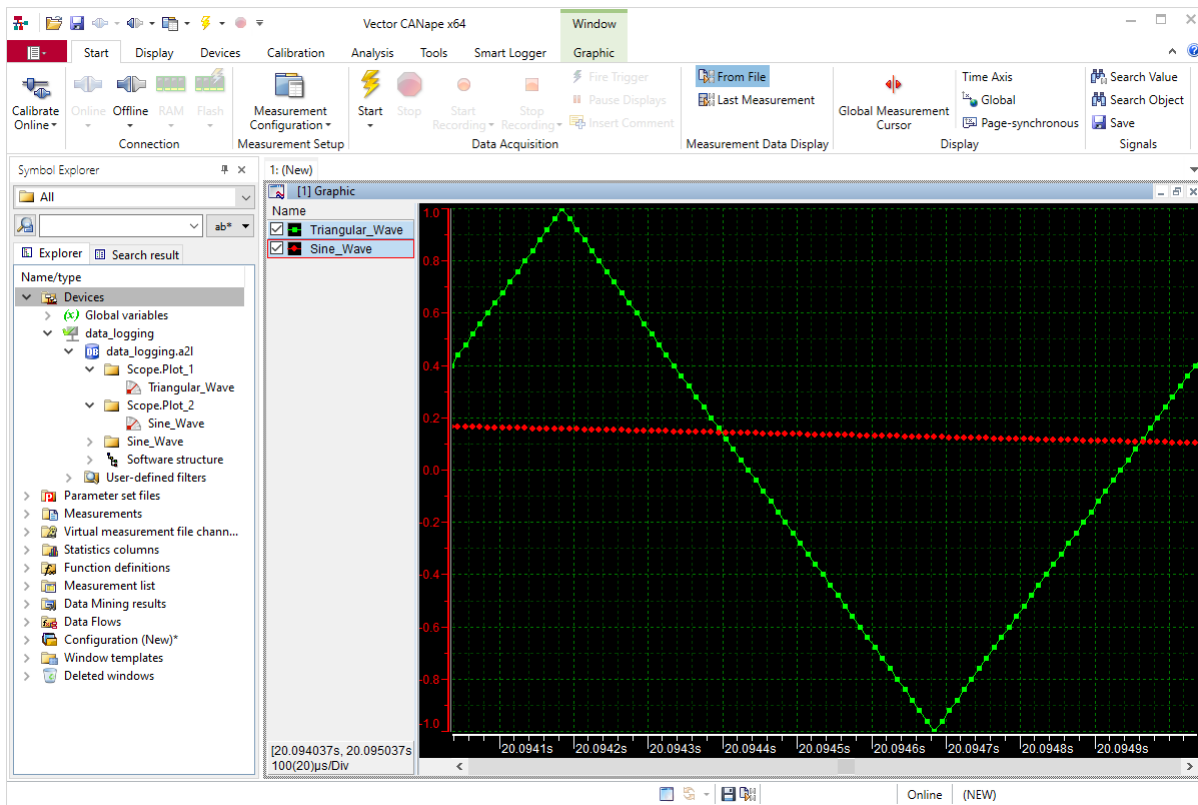 Vector CANape x64
Window
Start Display Devices Calibration Analysis Tools Smart Logger Graphic
Calibrate Online
Online
Offline
RAM
Flash
Connection
Measurement Configuration
Measurement Setup
Start
Stop
Start Recording
Stop Recording
Fire Trigger
Pause Displays
Insert Comment
Data Acquisition
From File
Last Measurement
Measurement Data Display
Global Measurement Cursor
Time Axis
Global
Page-synchronous
Display
Search Value
Search Object
Save
Signals
Symbol Explorer
All
ab*
Explorer Search result
Name/type
Devices
(x) Global variables
data_logging
DB data_logging.a2l
Scope.Plot_1
Triangular_Wave
Scope.Plot_2
Sine_Wave
Sine_Wave
Software structure
User-defined filters
Parameter set files
Measurements
Virtual measurement file chann...
Statistics columns
Function definitions
Measurement list
Data Mining results
Data Flows
Configuration (New)*
Window templates
Deleted windows
1: (New)
[1] Graphic
Name
Triangular_Wave
Sine_Wave
[20.094037s, 20.095037s
100(20)µs/Div
1.0
0.8
0.6
0.4
0.2
0.0
-0.2
-0.4
-0.6
-0.8
-1.0
20.0941s 20.0942s 20.0943s 20.0944s 20.0945s 20.0946s 20.0947s 20.0948s 20.0949s
Online (NEW)